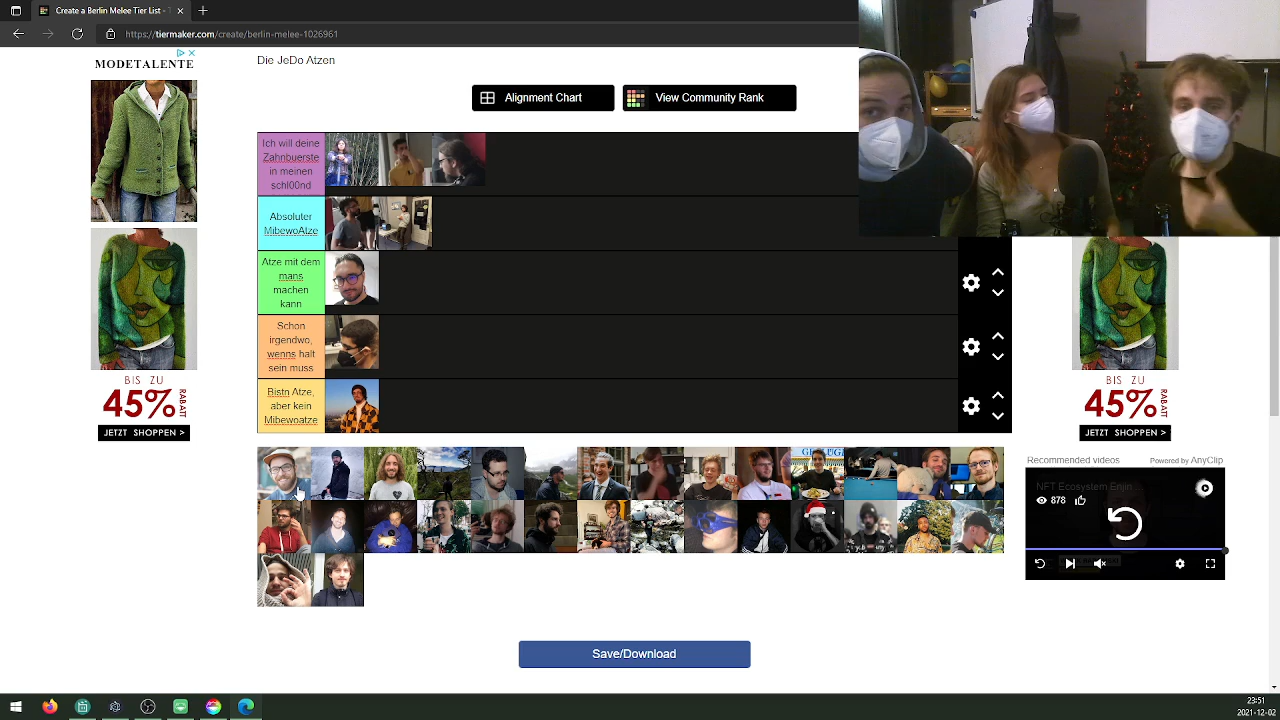 Create a Berlin Melee Tier List - T
https://tiermaker.com/create/berlin-melee-1026961
MODETALENTE
BIS ZU
45%
RABATT
JETZT SHOPPEN >
Die JeDo Atzen
Alignment Chart
View Community Rank
Ich will deine
Zahnbuerste
in meinen
schl00nd
Absoluter
MibewoAtze
Atze mit dem
mans
machen
kann
Schon
irgendwo,
wenns halt
sein muss
Bistn Atze,
aber kein
Mibewoatze
Save/Download
BIS ZU
45%
RABATT
JETZT SHOPPEN >
Recommended videos
Powered by AnyClip
NFT Ecosystem Enjin
878
23:51
2021-12-02